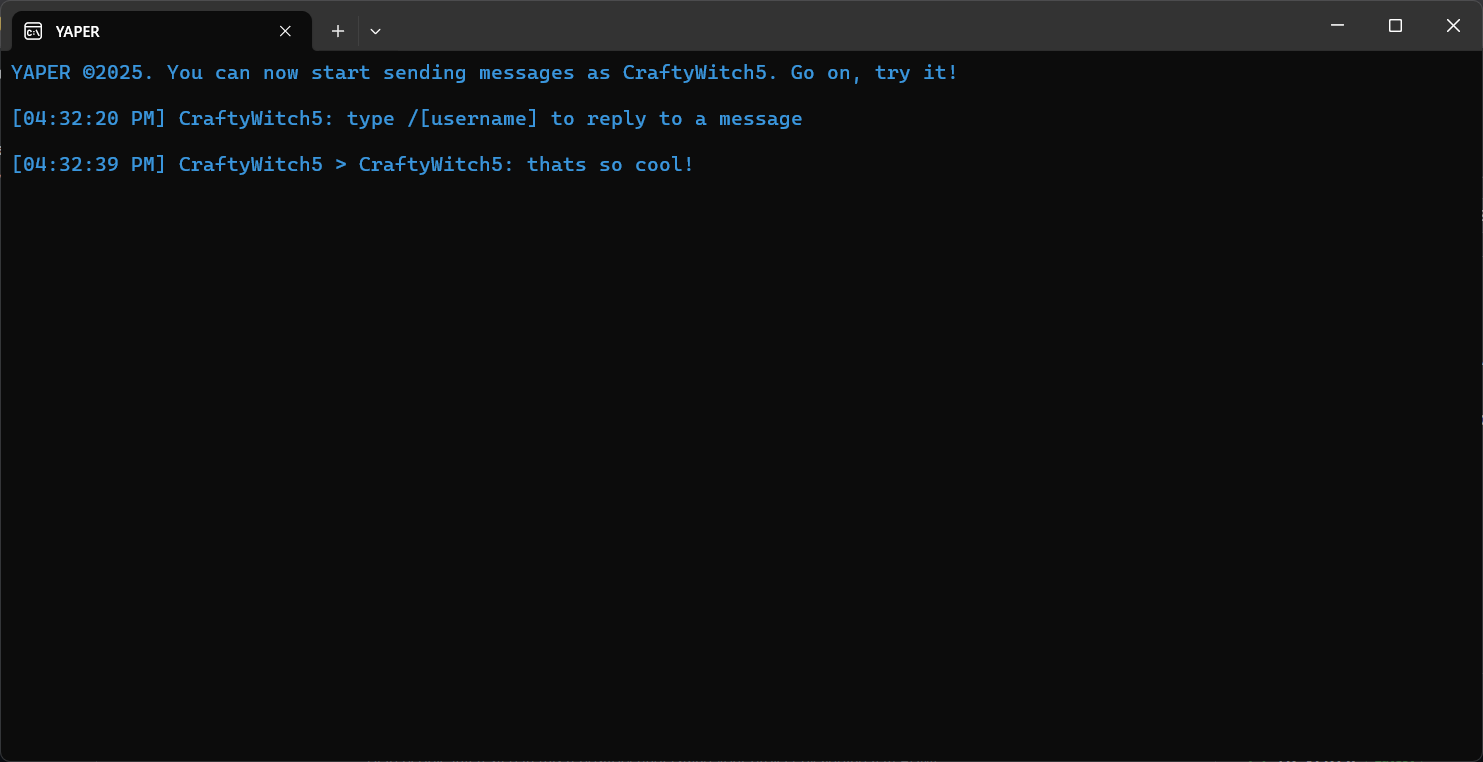 YAPER
YAPER ©2025. You can now start sending messages as CraftyWitch5. Go on, try it!
[04:32:20 PM] CraftyWitch5: type /[username] to reply to a message
[04:32:39 PM] CraftyWitch5 > CraftyWitch5: thats so cool!